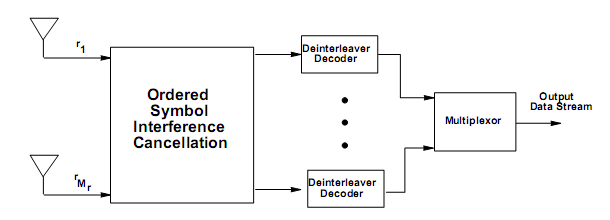 r1
Ordered
Symbol
Interference
Cancellation
rMr
Deinterleaver
Decoder
Deinterleaver
Decoder
Multiplexor
Output
Data Stream